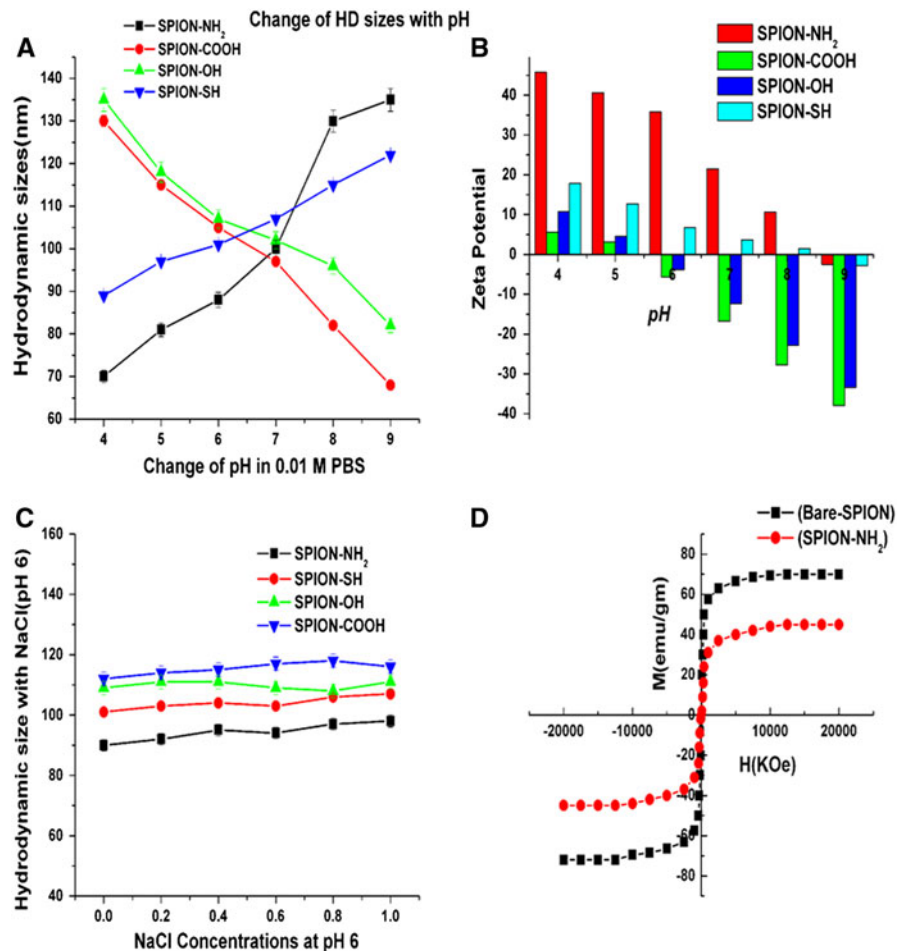 Change of HD sizes with pH
A
SPION-NH2
SPION-COOH
SPION-OH
SPION-SH
140
130
120
110
100
90
80
70
60
Hydrodynamic sizes(nm)
4 5 6 7 8 9
Change of pH in 0.01 M PBS
B
SPION-NH2
SPION-COOH
SPION-OH
SPION-SH
40
30
20
10
0
-10
-20
-30
-40
Zeta Potential
4 5 6 7 8 9
pH
C
SPION-NH2
SPION-SH
SPION-OH
SPION-COOH
160
140
120
100
80
60
40
Hydrodynamic size with NaCl(pH 6)
0.0 0.2 0.4 0.6 0.8 1.0
NaCl Concentrations at pH 6
D
(Bare-SPION)
(SPION-NH2)
80
60
40
20
0
-20
-40
-60
-80
M(emu/gm)
-20000 -10000 0 10000 20000
H(KOe)